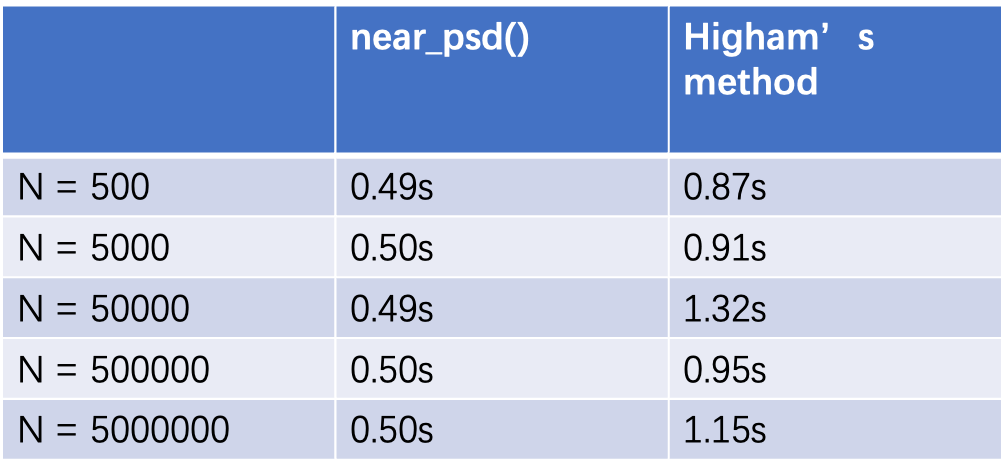 near_psd() Higham’ s
method
N = 500 0.49s 0.87s
N = 5000 0.50s 0.91s
N = 50000 0.49s 1.32s
N = 500000 0.50s 0.95s
N = 5000000 0.50s 1.15s